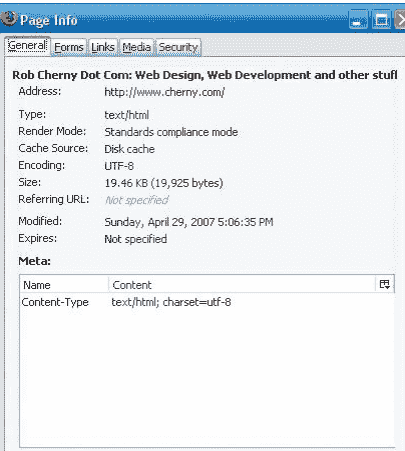 Page Info
General Forms Links Media Security
Rob Cherny Dot Com: Web Design, Web Development and other stuff
Address: http://www.cherny.com/
Type: text/html
Render Mode: Standards compliance mode
Cache Source: Disk cache
Encoding: UTF-8
Size: 19.46 KB (19,925 bytes)
Referring URL: Not specified
Modified: Sunday, April 29, 2007 5:06:35 PM
Expires: Not specified
Meta:
Name Content
Content-Type text/html; charset=utf-8